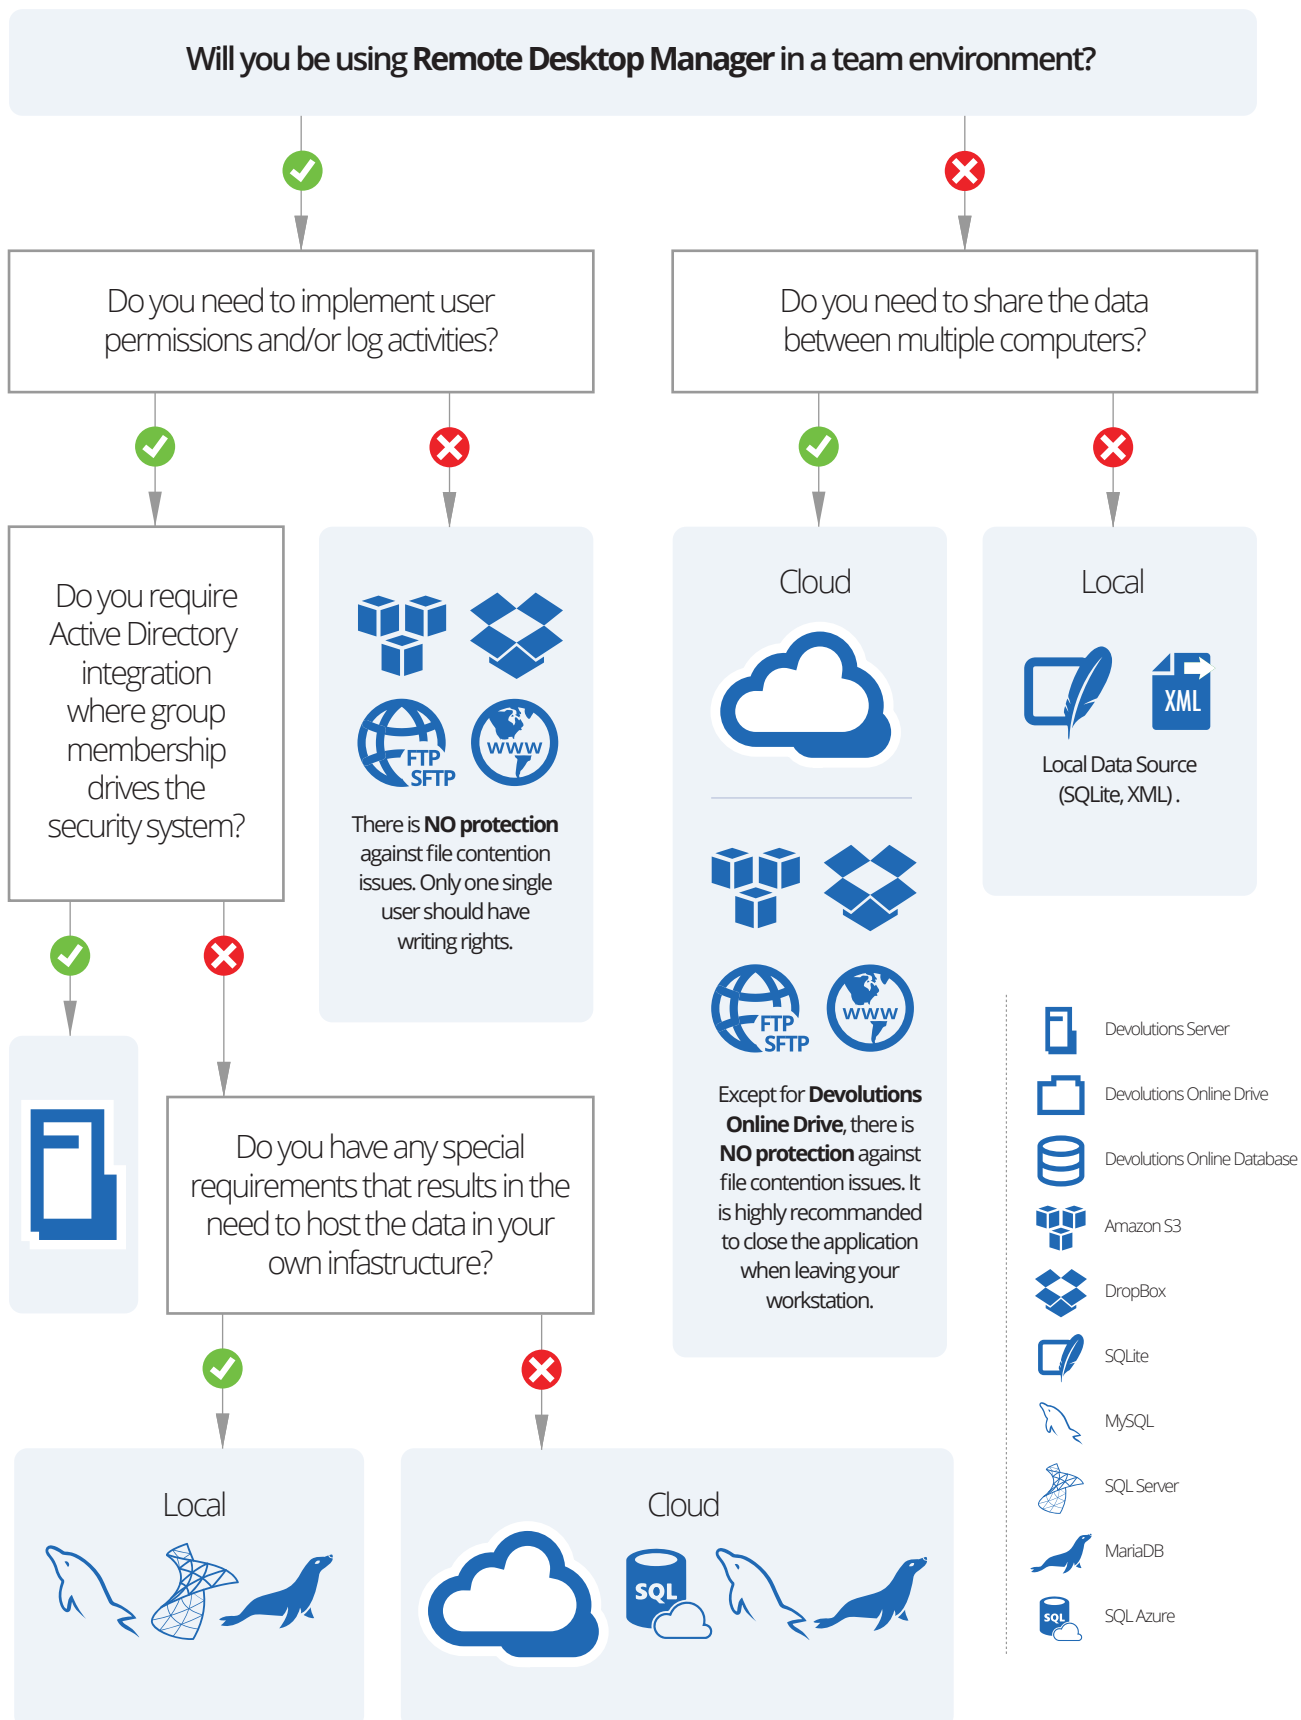 Will you be using Remote Desktop Manager in a team environment?
Do you need to implement user
permissions and/or log activities?
Do you need to share the data
between multiple computers?
Do you require
Active Directory
integration
where group
membership
drives the
security system?
FTP
SFTP
www
There is NO protection
against file contention
issues. Only one single
user should have
writing rights.
Cloud
FTP
SFTP
www
Except for Devolutions
Online Drive, there is
NO protection against
file contention issues. It
is highly recommanded
to close the application
when leaving your
workstation.
Local
XML
Local Data Source
(SQLite, XML) .
Do you have any special
requirements that results in the
need to host the data in your
own infastructure?
Local
Cloud
SQL
Devolutions Server
Devolutions Online Drive
Devolutions Online Database
Amazon S3
DropBox
SQLite
MySQL
SQL Server
MariaDB
SQL
SQL Azure